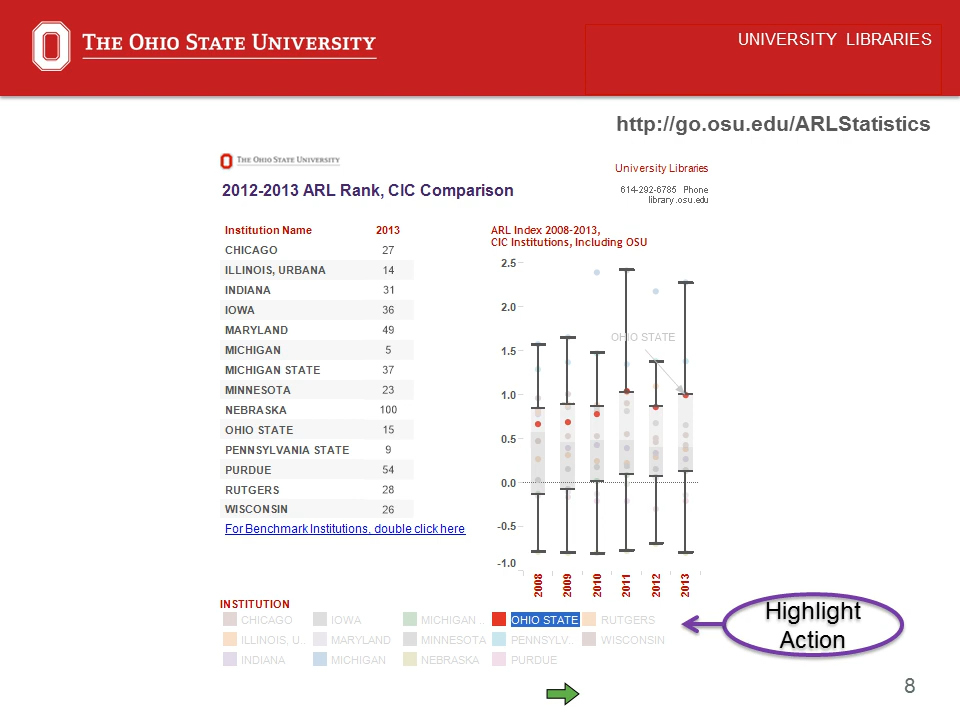 THE OHIO STATE UNIVERSITY
UNIVERSITY LIBRARIES
http://go.osu.edu/ARLStatistics
THE OHIO STATE UNIVERSITY
University Libraries
2012-2013 ARL Rank, CIC Comparison
614-292-6785 Phone
library.osu.edu
Institution Name 2013
CHICAGO 27
ILLINOIS, URBANA 14
INDIANA 31
IOWA 36
MARYLAND 49
MICHIGAN 5
MICHIGAN STATE 37
MINNESOTA 23
NEBRASKA 100
OHIO STATE 15
PENNSYLVANIA STATE 9
PURDUE 54
RUTGERS 28
WISCONSIN 26
For Benchmark Institutions, double click here
ARL Index 2008-2013,
CIC Institutions, Including OSU
2.5
2.0
OHIO STATE
1.5
1.0
0.5
0.0
-0.5
-1.0
2008 2009 2010 2011 2012 2013
INSTITUTION
CHICAGO IOWA MICHIGAN .. OHIO STATE RUTGERS
ILLINOIS, U.. MARYLAND MINNESOTA PENNSYLV.. WISCONSIN
INDIANA MICHIGAN NEBRASKA PURDUE
Highlight
Action
8